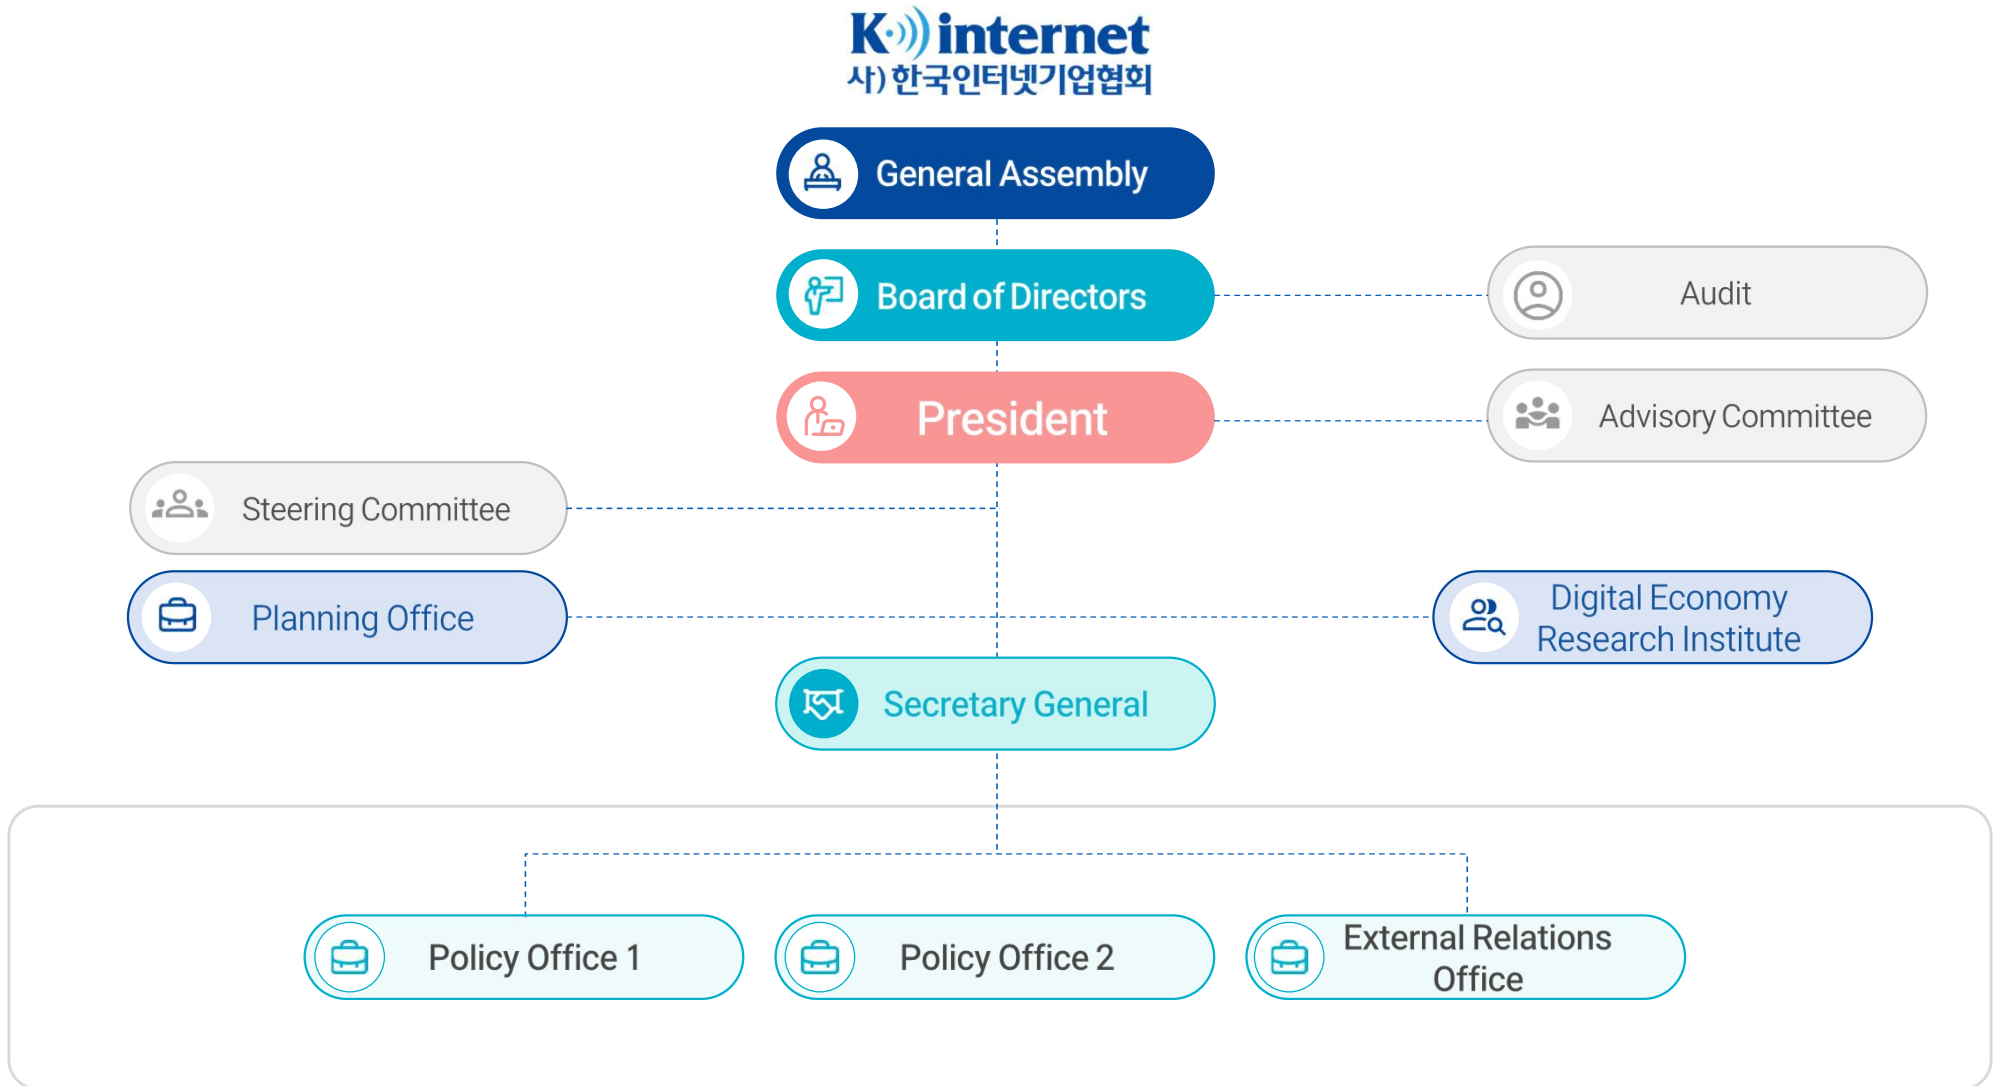 K internet
사) 한국인터넷기업협회
General Assembly
Board of Directors
Audit
President
Advisory Committee
Steering Committee
Planning Office
Digital Economy
Research Institute
Secretary General
Policy Office 1
Policy Office 2
External Relations
Office